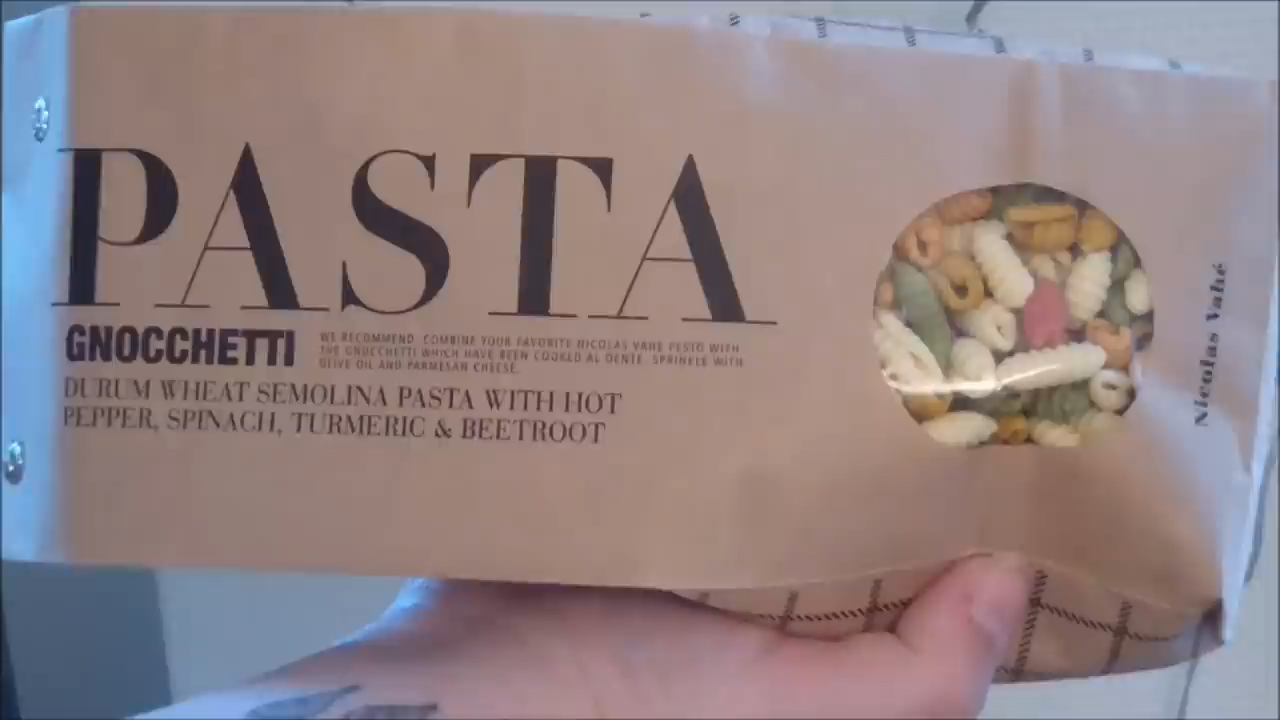 PASTA
GNOCCHETTI
WE RECOMMEND: COMBINE YOUR FAVORITE NICOLAS VAHÉ PESTO WITH
THE GNOCCHETTI WHICH HAVE BEEN COOKED AL DENTE. SPRINKLE WITH
OLIVE OIL AND PARMESAN CHEESE.
DURUM WHEAT SEMOLINA PASTA WITH HOT
PEPPER, SPINACH, TURMERIC & BEETROOT
Nicolas Vahé